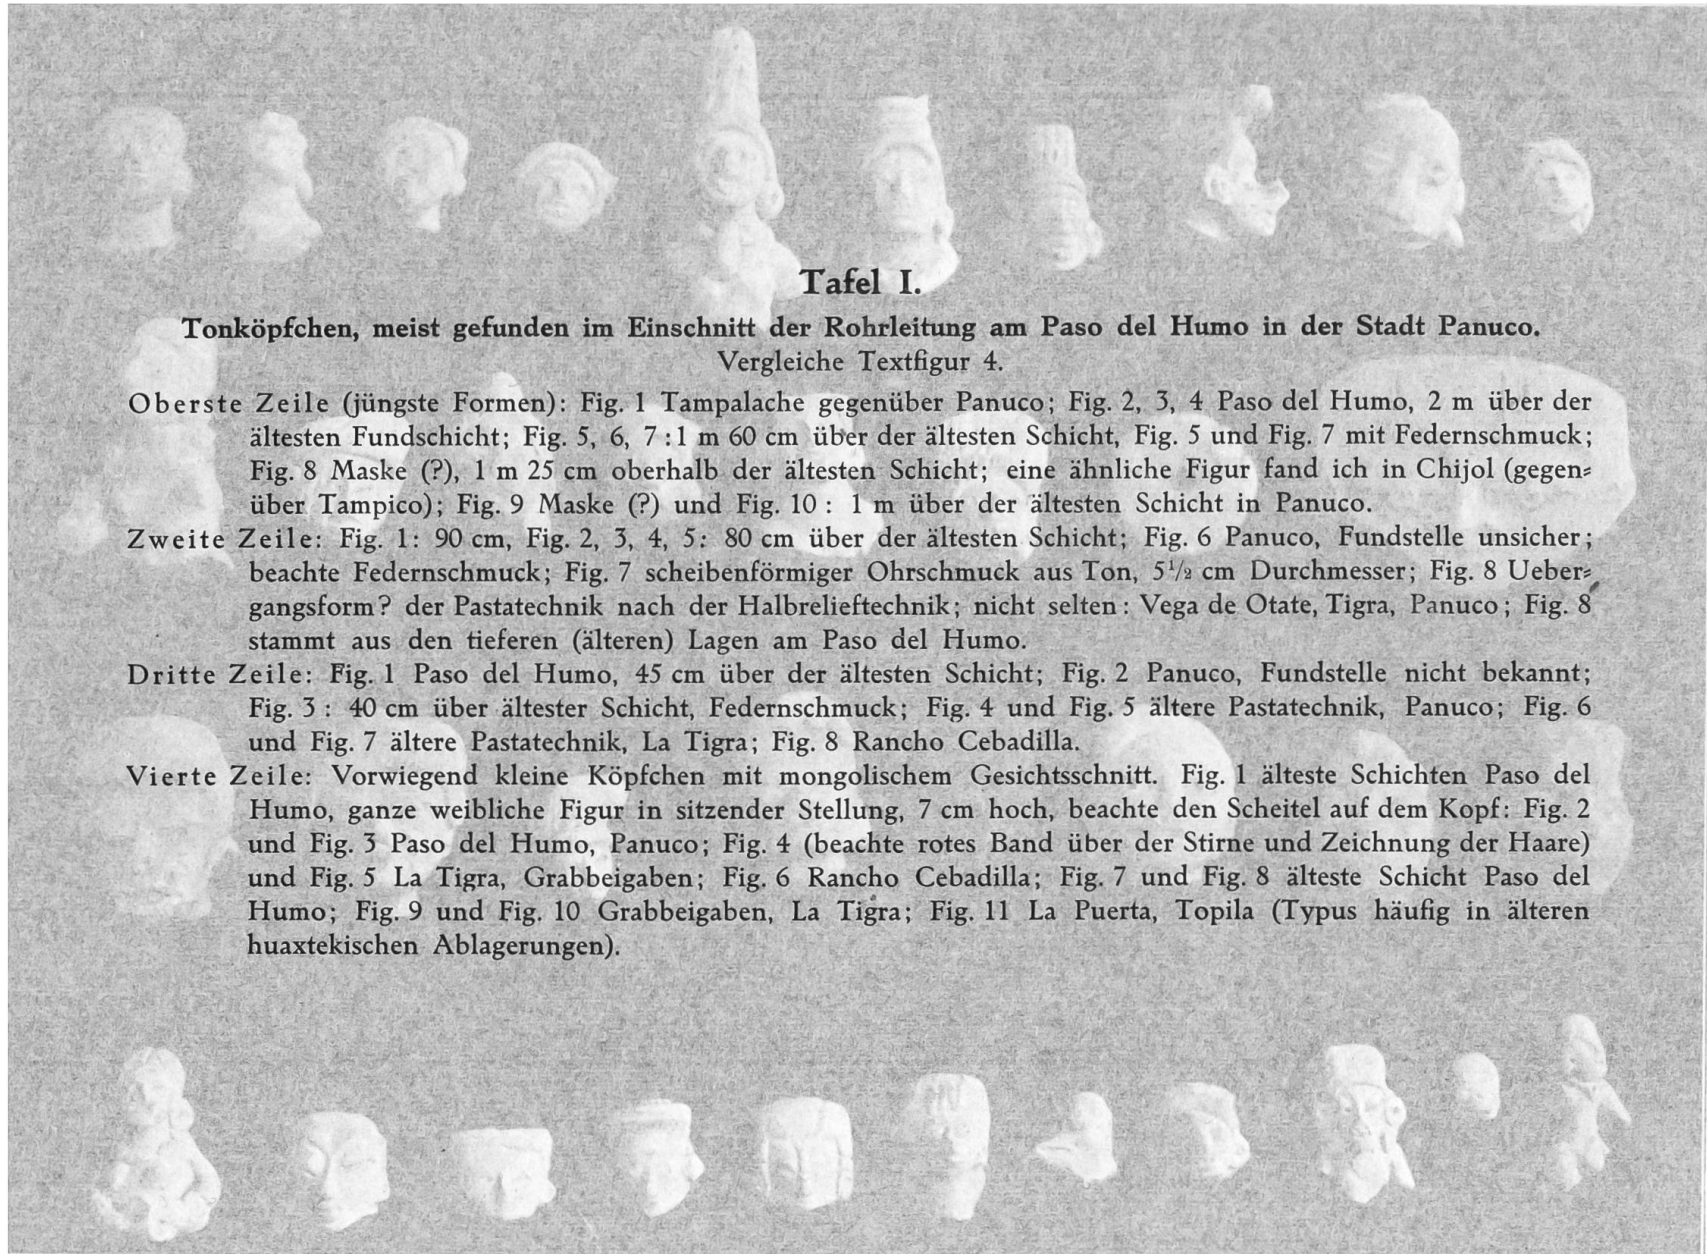 Tafel I.
Tonköpfchen, meist gefunden im Einschnitt der Rohrleitung am Paso del Humo in der Stadt Panuco.
Vergleiche Textfigur 4.
Oberste Zeile (jüngste Formen): Fig. 1 Tampalache gegenüber Panuco; Fig. 2, 3, 4 Paso del Humo, 2 m über der
ältesten Fundschicht; Fig. 5, 6, 7 : 1 m 60 cm über der ältesten Schicht, Fig. 5 und Fig. 7 mit Federnschmuck;
Fig. 8 Maske (?), 1 m 25 cm oberhalb der ältesten Schicht; eine ähnliche Figur fand ich in Chijol (gegen⸗
über Tampico); Fig. 9 Maske (?) und Fig. 10 : 1 m über der ältesten Schicht in Panuco.
Zweite Zeile: Fig. 1: 90 cm, Fig. 2, 3, 4, 5: 80 cm über der ältesten Schicht; Fig. 6 Panuco, Fundstelle unsicher;
beachte Federnschmuck; Fig. 7 scheibenförmiger Ohrschmuck aus Ton, 5½ cm Durchmesser; Fig. 8 Ueber⸗
gangsform? der Pastatechnik nach der Halbrelieftechnik; nicht selten: Vega de Otate, Tigra, Panuco; Fig. 8
stammt aus den tieferen (älteren) Lagen am Paso del Humo.
Dritte Zeile: Fig. 1 Paso del Humo, 45 cm über der ältesten Schicht; Fig. 2 Panuco, Fundstelle nicht bekannt;
Fig. 3 : 40 cm über ältester Schicht, Federnschmuck; Fig. 4 und Fig. 5 ältere Pastatechnik, Panuco; Fig. 6
und Fig. 7 ältere Pastatechnik, La Tigra; Fig. 8 Rancho Cebadilla.
Vierte Zeile: Vorwiegend kleine Köpfchen mit mongolischem Gesichtsschnitt. Fig. 1 älteste Schichten Paso del
Humo, ganze weibliche Figur in sitzender Stellung, 7 cm hoch, beachte den Scheitel auf dem Kopf: Fig. 2
und Fig. 3 Paso del Humo, Panuco; Fig. 4 (beachte rotes Band über der Stirne und Zeichnung der Haare)
und Fig. 5 La Tigra, Grabbeigaben; Fig. 6 Rancho Cebadilla; Fig. 7 und Fig. 8 älteste Schicht Paso del
Humo; Fig. 9 und Fig. 10 Grabbeigaben, La Tigra; Fig. 11 La Puerta, Topila (Typus häufig in älteren
huaxtekischen Ablagerungen).